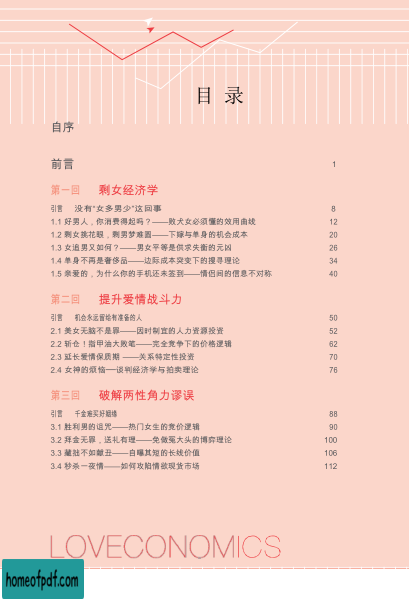 目 录
自序
前言 1
第一回 剩女经济学
引言 没有“女多男少”这回事 8
1.1 好男人，你消费得起吗？——败犬女必须懂的效用曲线 12
1.2 剩女挑花眼，剩男梦难圆——下嫁与单身的机会成本 20
1.3 女追男又如何？——男女平等是供求失衡的元凶 26
1.4 单身不再是奢侈品——边际成本突变下的搜寻理论 34
1.5 亲爱的，为什么你的手机还未签到——情侣间的信息不对称 40
第二回 提升爱情战斗力
引言 机会永远留给有准备的人 50
2.1 美女无脑不是罪——因时制宜的人力资源投资 52
2.2 斩仓！指甲油大败笔——完全竞争下的价格逻辑 62
2.3 延长爱情保质期 ——关系特定性投资 70
2.4 女神的烦恼──谈判经济学与拍卖理论 76
第三回 破解两性角力谬误
引言 千金难买好姻缘 88
3.1 胜利男的诅咒——热门女生的竞价逻辑 90
3.2 拜金无罪，送礼有理——免做冤大头的博弈理论 100
3.3 藏拙不如献丑——自曝其短的长线价值 106
3.4 秒杀一夜情——如何攻陷情欲现货市场 112
LOVECONOMICS
homeofpdf.com